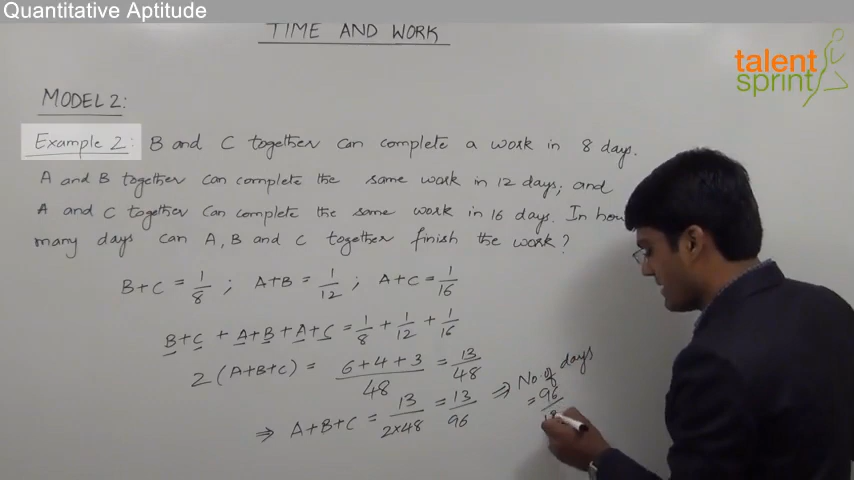 Quantitative Aptitude
TIME AND WORK
talent
sprint
MODEL 2:
Example 2: B and C together can complete a work in 8 days.
A and B together can complete the same work in 12 days; and
A and C together can complete the same work in 16 days. In
many days can A, B and C together finish the work?
B+C = 1/8 ; A+B = 1/12 ; A+C = 1/16
B+C + A+B + A+C = 1/8 + 1/12 + 1/16
2(A+B+C) = 6+4+3/48 = 13/48
⇒ A+B+C = 13/2×48 = 13/96 ⇒ No. of days
= 96/